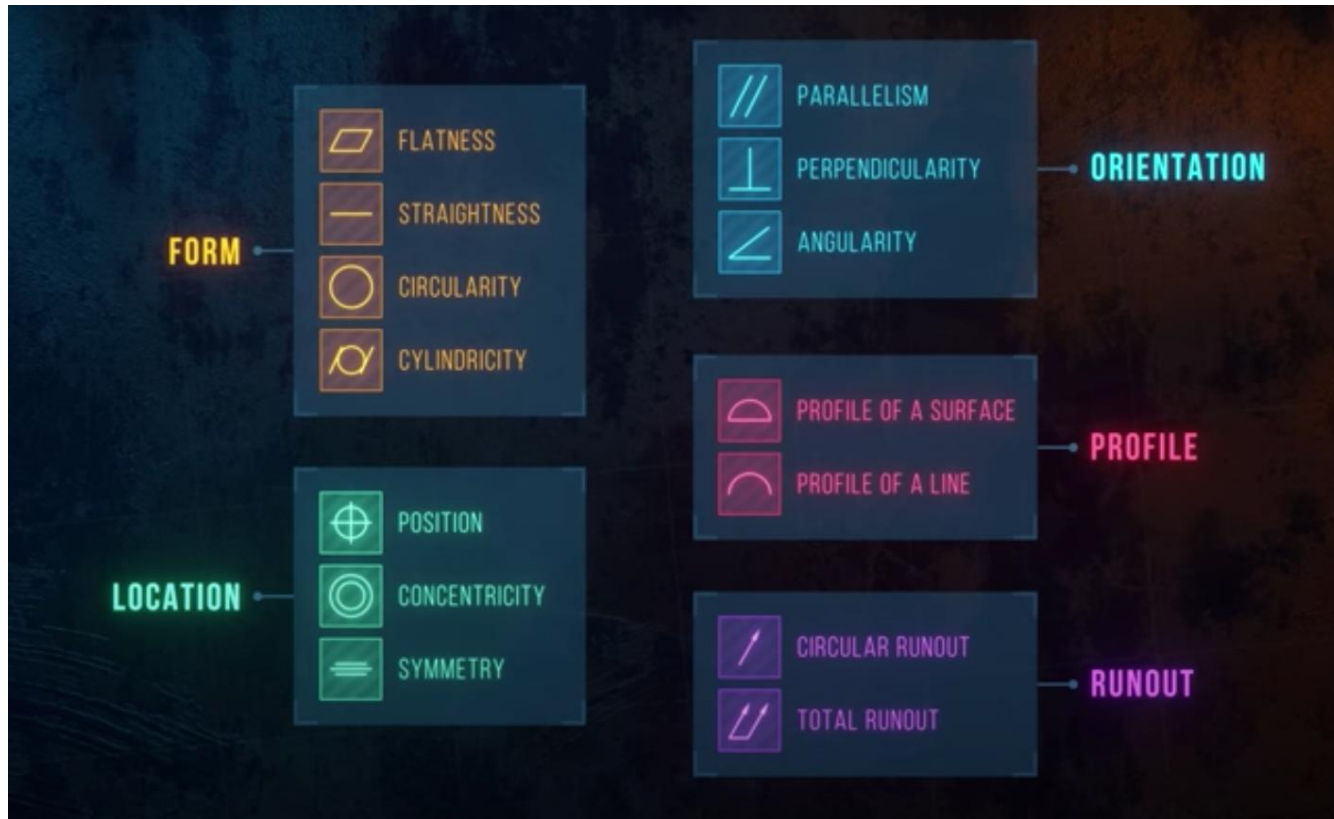 FORM
FLATNESS
STRAIGHTNESS
CIRCULARITY
CYLINDRICITY
LOCATION
POSITION
CONCENTRICITY
SYMMETRY
PARALLELISM
PERPENDICULARITY
ANGULARITY
ORIENTATION
PROFILE OF A SURFACE
PROFILE OF A LINE
PROFILE
CIRCULAR RUNOUT
TOTAL RUNOUT
RUNOUT